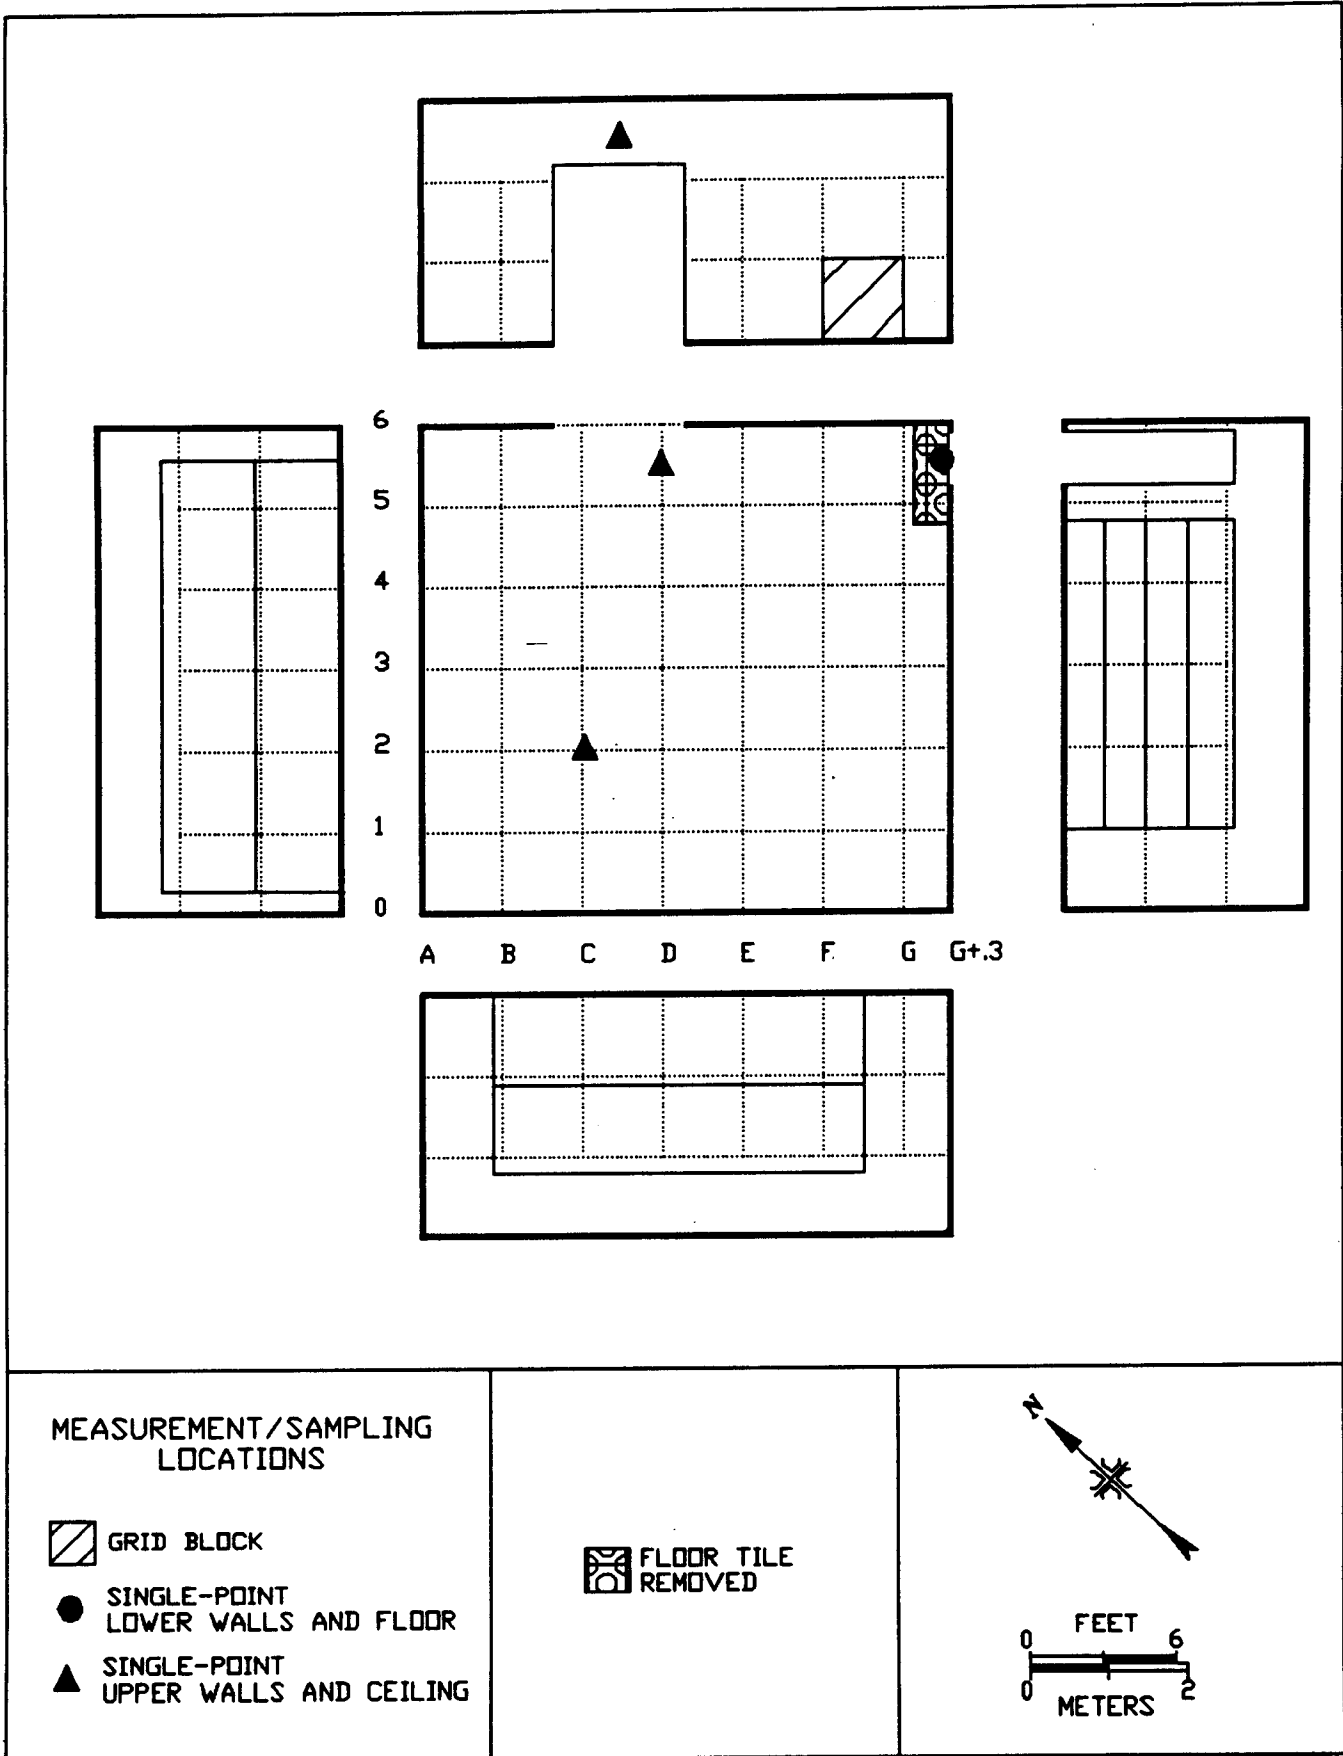 6
5
4
3
2
1
0
A B C D E F G G+.3
MEASUREMENT/SAMPLING
LOCATIONS
GRID BLOCK
SINGLE-POINT
LOWER WALLS AND FLOOR
SINGLE-POINT
UPPER WALLS AND CEILING
FLOOR TILE
REMOVED
N
FEET
0 6
0 2
METERS